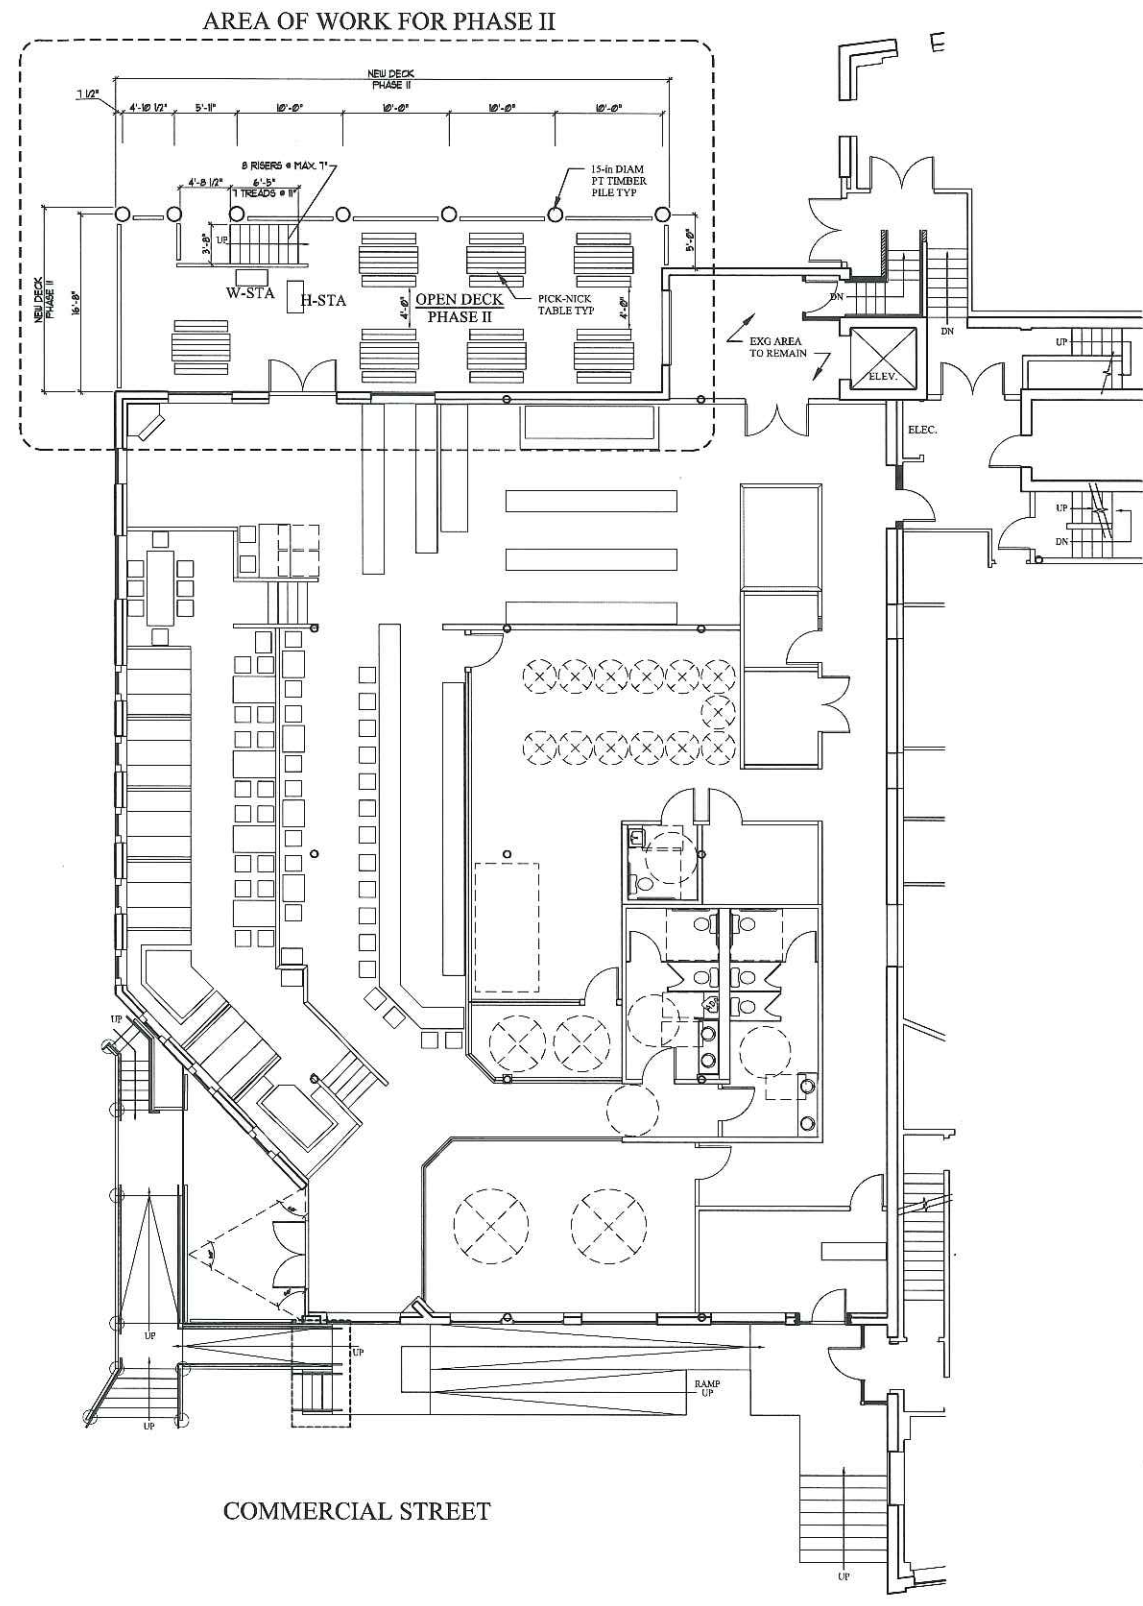 AREA OF WORK FOR PHASE II
E
NEW DECK
PHASE II
7 1/2"
4'-10 1/2"
5'-11"
10'-0"
10'-0"
10'-0"
10'-0"
8 RISERS @ MAX. 7"
4'-8 1/2"
6'-5"
7 TREADS @ 11"
15-in DIAM
PT TIMBER
PILE TYP
UP
3'-8"
5'-0"
NEW DECK
PHASE II
16'-8"
W-STA
H-STA
OPEN DECK
PHASE II
4'-0"
PICK-NICK
TABLE TYP
4'-0"
DN
DN
EXG AREA
TO REMAIN
UP
ELEV.
ELEC.
UP
DN
UP
UP
UP
RAMP
UP
UP
UP
COMMERCIAL STREET